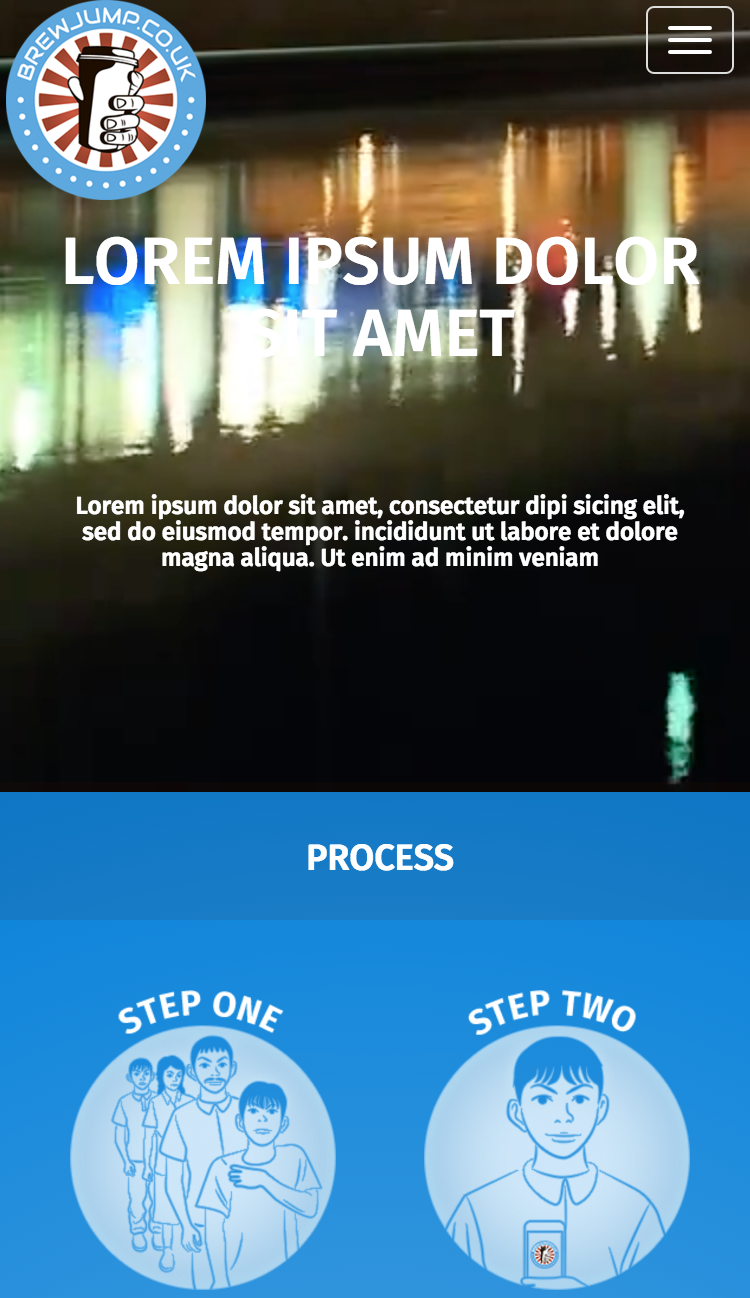 BREWJUMP.CO.UK
LOREM IPSUM DOLOR
SIT AMET
Lorem ipsum dolor sit amet, consectetur dipi sicing elit,
sed do eiusmod tempor. incididunt ut labore et dolore
magna aliqua. Ut enim ad minim veniam
PROCESS
STEP ONE
STEP TWO